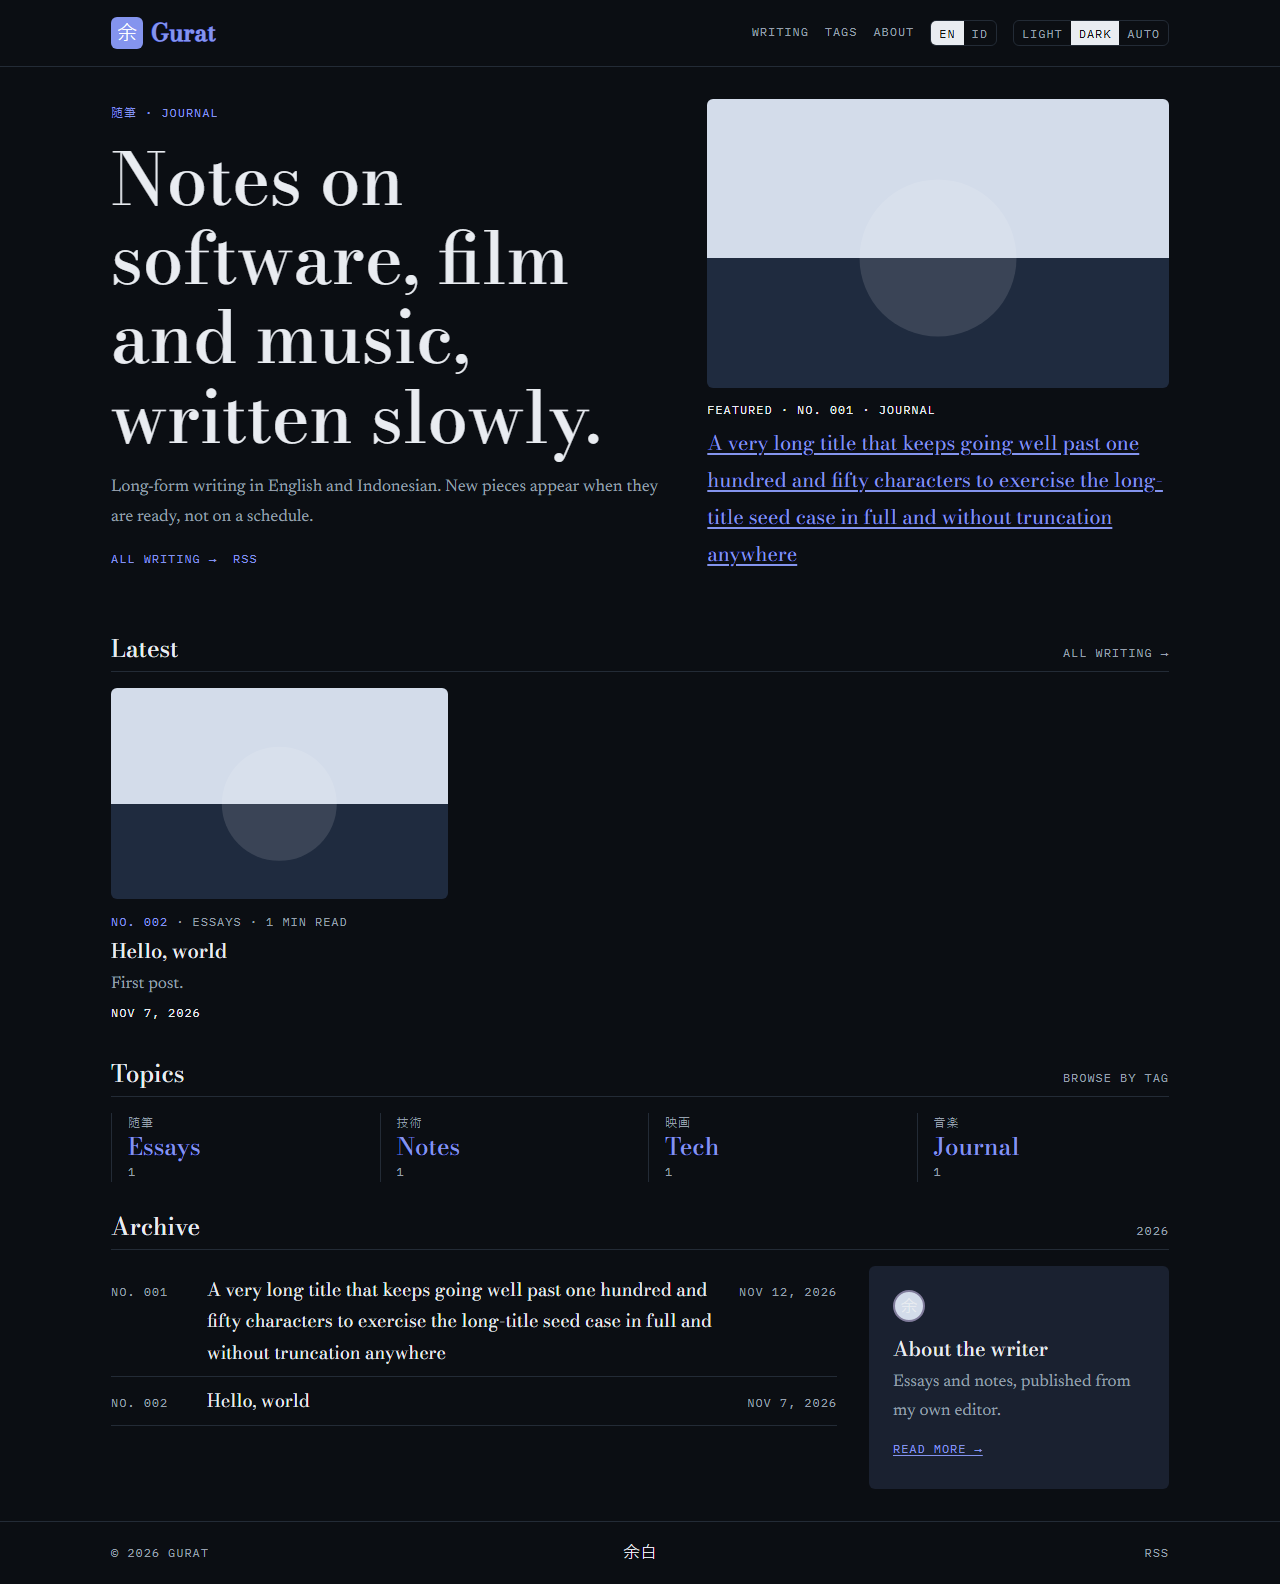 余 Gurat
WRITING TAGS ABOUT EN ID LIGHT DARK AUTO
随筆 · JOURNAL
Notes on
software, film
and music,
written slowly.
Long-form writing in English and Indonesian. New pieces appear when they
are ready, not on a schedule.
ALL WRITING → RSS
FEATURED · NO. 001 · JOURNAL
A very long title that keeps going well past one
hundred and fifty characters to exercise the long-
title seed case in full and without truncation
anywhere
Latest
ALL WRITING →
NO. 002 · ESSAYS · 1 MIN READ
Hello, world
First post.
NOV 7, 2026
Topics
BROWSE BY TAG
随筆
Essays
1
技術
Notes
1
映画
Tech
1
音楽
Journal
1
Archive
2026
NO. 001
A very long title that keeps going well past one hundred and
fifty characters to exercise the long-title seed case in full and
without truncation anywhere
NOV 12, 2026
NO. 002
Hello, world
NOV 7, 2026
余
About the writer
Essays and notes, published from
my own editor.
READ MORE →
© 2026 GURAT
余白
RSS